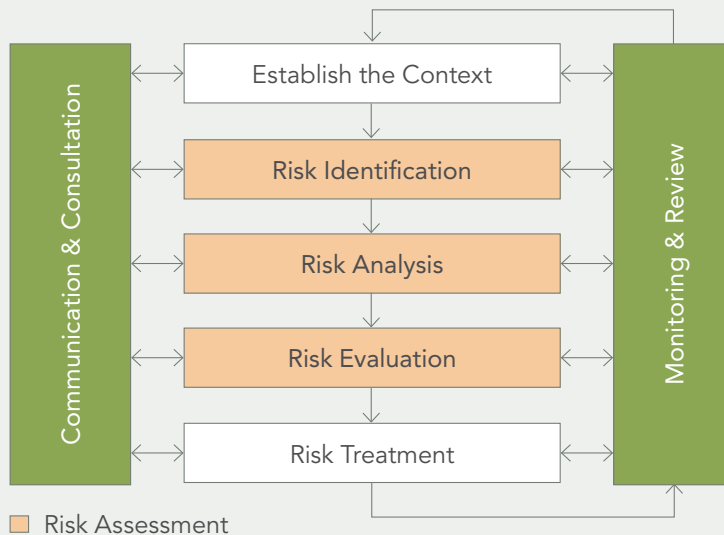 Communication & Consultation
Establish the Context
Risk Identification
Risk Analysis
Risk Evaluation
Risk Treatment
Monitoring & Review
Risk Assessment